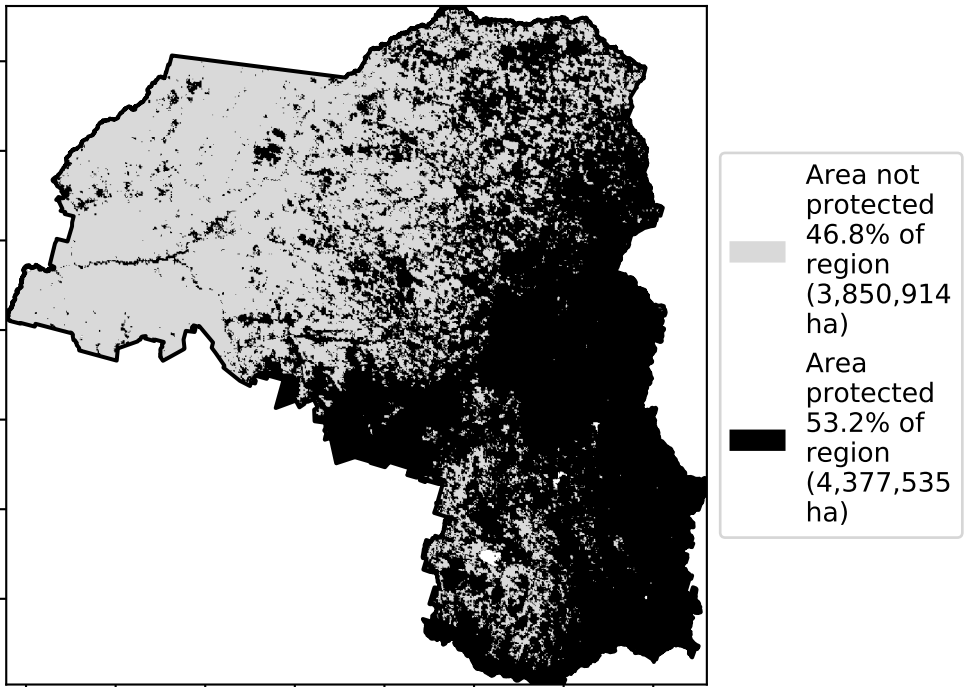 Area not
protected
46.8% of
region
(3,850,914
ha)
Area
protected
53.2% of
region
(4,377,535
ha)